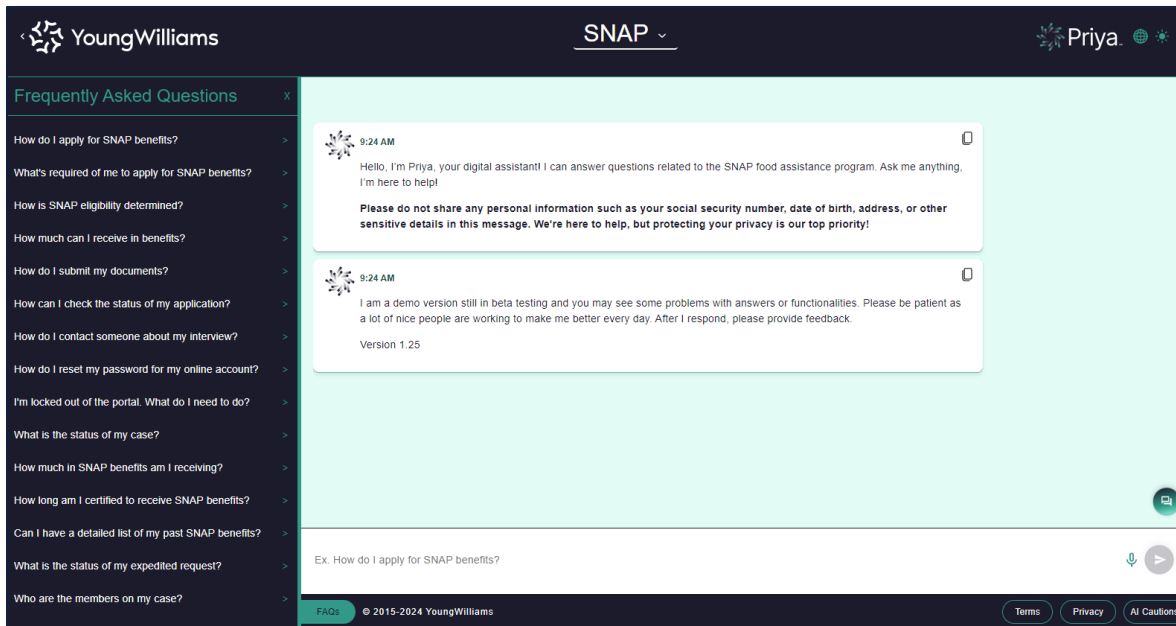 YoungWilliams
SNAP
Priya
Frequently Asked Questions
X
How do I apply for SNAP benefits?
What's required of me to apply for SNAP benefits?
How is SNAP eligibility determined?
How much can I receive in benefits?
How do I submit my documents?
How can I check the status of my application?
How do I contact someone about my interview?
How do I reset my password for my online account?
I'm locked out of the portal. What do I need to do?
What is the status of my case?
How much in SNAP benefits am I receiving?
How long am I certified to receive SNAP benefits?
Can I have a detailed list of my past SNAP benefits?
What is the status of my expedited request?
Who are the members on my case?
9:24 AM
Hello, I'm Priya, your digital assistant! I can answer questions related to the SNAP food assistance program. Ask me anything,
I'm here to help!
Please do not share any personal information such as your social security number, date of birth, address, or other
sensitive details in this message. We're here to help, but protecting your privacy is our top priority!
9:24 AM
I am a demo version still in beta testing and you may see some problems with answers or functionalities. Please be patient as
a lot of nice people are working to make me better every day. After I respond, please provide feedback.
Version 1.25
Ex. How do I apply for SNAP benefits?
FAQs
© 2015-2024 YoungWilliams
Terms
Privacy
AI Cautions